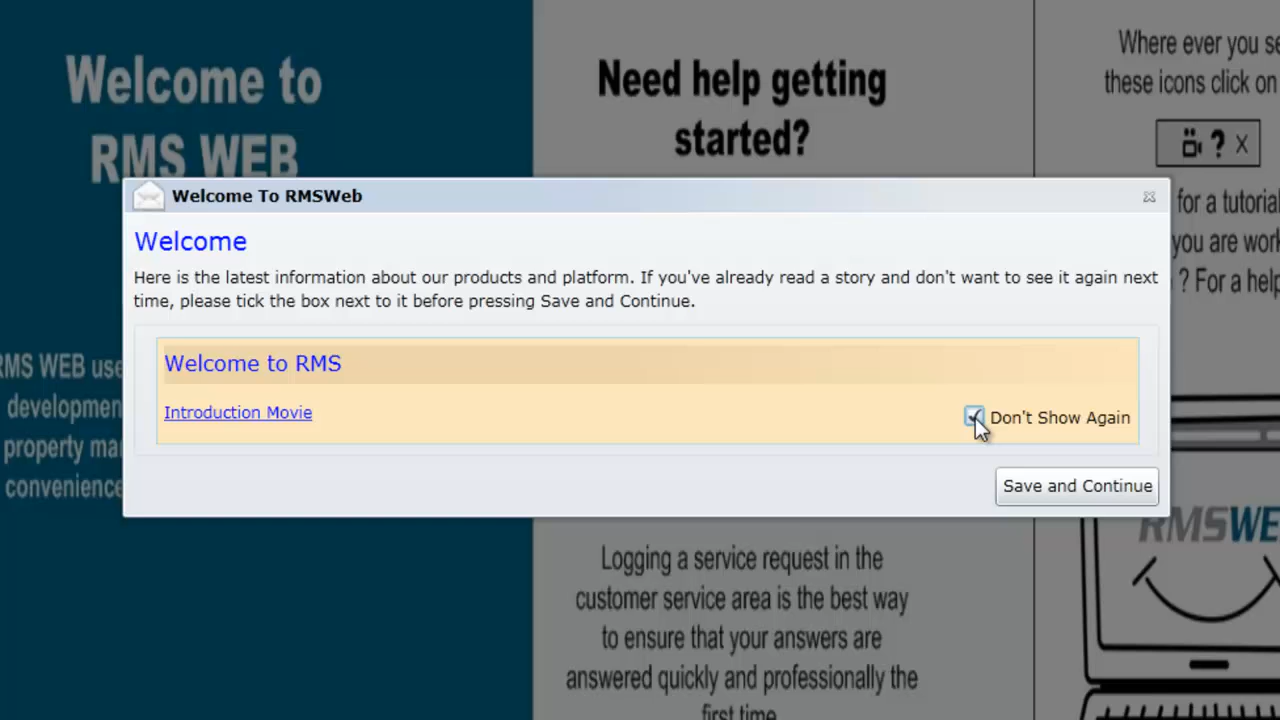 Welcome to
RMS WEB
RMS WEB use
developmen
property ma
convenience
Need help getting
started?
Where ever you se
these icons click on
? X
for a tutoria
you are work
? For a help
Welcome To RMSWeb
Welcome
Here is the latest information about our products and platform. If you've already read a story and don't want to see it again next
time, please tick the box next to it before pressing Save and Continue.
Welcome to RMS
Introduction Movie
Don't Show Again
Save and Continue
Logging a service request in the
customer service area is the best way
to ensure that your answers are
answered quickly and professionally the
first time
RMSWE